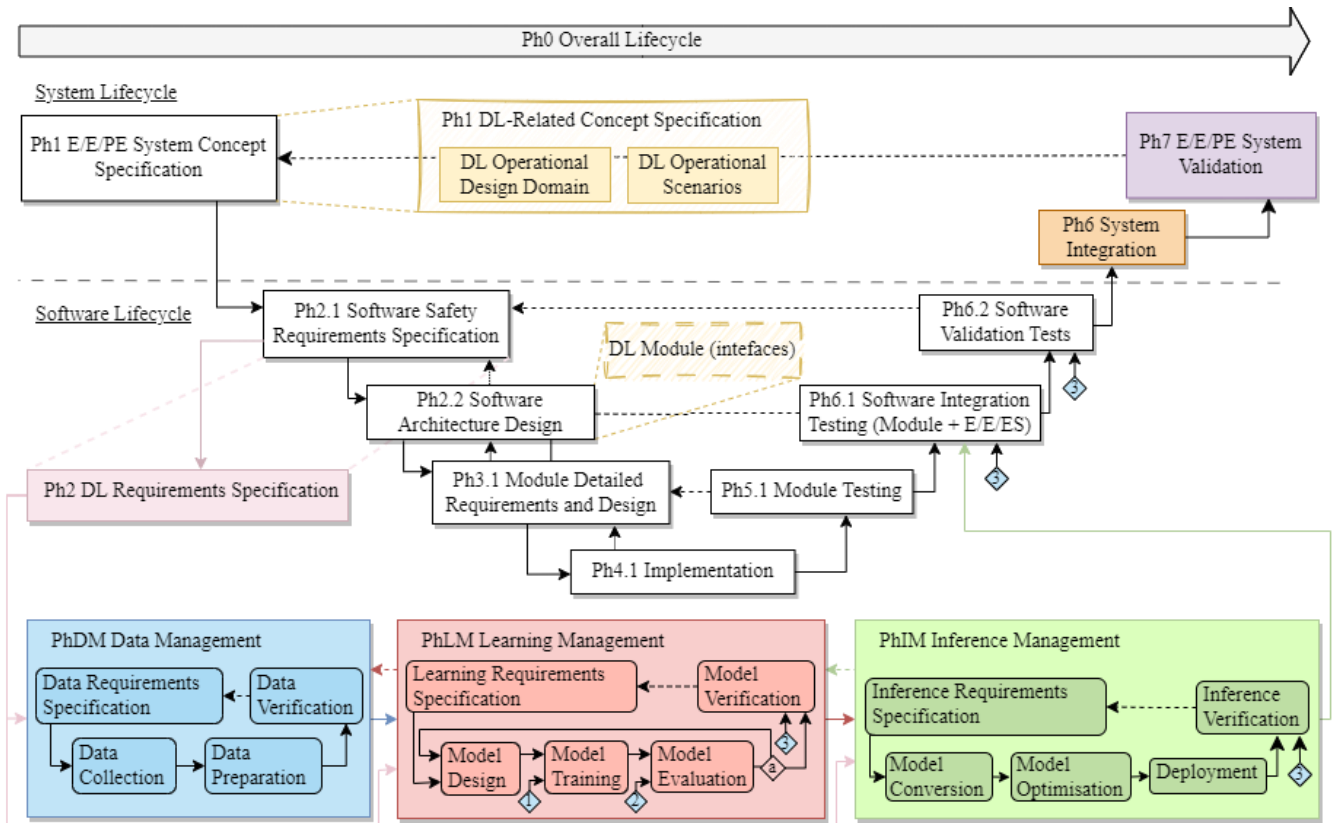 Ph0 Overall Lifecycle
System Lifecycle
Ph1 E/E/PE System Concept
Specification
Ph1 DL-Related Concept Specification
DL Operational
Design Domain
DL Operational
Scenarios
Ph7 E/E/PE System
Validation
Ph6 System
Integration
Software Lifecycle
Ph2.1 Software Safety
Requirements Specification
Ph6.2 Software
Validation Tests
DL Module (intefaces)
3
Ph2.2 Software
Architecture Design
Ph6.1 Software Integration
Testing (Module + E/E/ES)
3
Ph2 DL Requirements Specification
Ph3.1 Module Detailed
Requirements and Design
Ph5.1 Module Testing
Ph4.1 Implementation
PhDM Data Management
Data Requirements
Specification
Data
Verification
Data
Collection
Data
Preparation
PhLM Learning Management
Learning Requirements
Specification
Model
Verification
3
Model
Design
Model
Training
Model
Evaluation
a
1
2
PhIM Inference Management
Inference Requirements
Specification
Inference
Verification
Model
Conversion
Model
Optimisation
Deployment
3